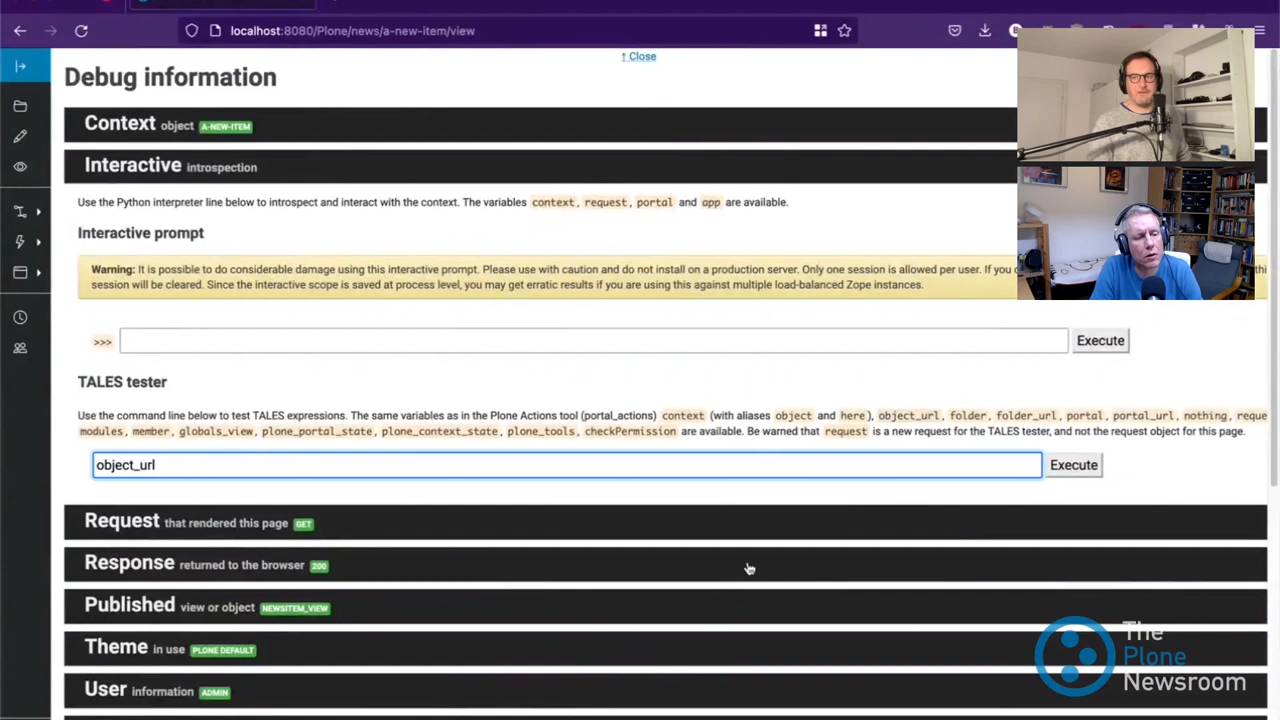 localhost:8080/Plone/news/a-new-item/view
↑ Close
Debug information
Context object A-NEW-ITEM
Interactive introspection
Use the Python interpreter line below to introspect and interact with the context. The variables context, request, portal and app are available.
Interactive prompt
Warning: It is possible to do considerable damage using this interactive prompt. Please use with caution and do not install on a production server. Only one session is allowed per user. If you
session will be cleared. Since the interactive scope is saved at process level, you may get erratic results if you are using this against multiple load-balanced Zope instances.
>>>
Execute
TALES tester
Use the command line below to test TALES expressions. The same variables as in the Plone Actions tool (portal_actions) context (with aliases object and here), object_url, folder, folder_url, portal, portal_url, nothing, reque
modules, member, globals_view, plone_portal_state, plone_context_state, plone_tools, checkPermission are available. Be warned that request is a new request for the TALES tester, and not the request object for this page.
object_url
Execute
Request that rendered this page GET
Response returned to the browser 200
Published view or object NEWSITEM_VIEW
Theme in use PLONE DEFAULT
User information ADMIN
The
Plone
Newsroom